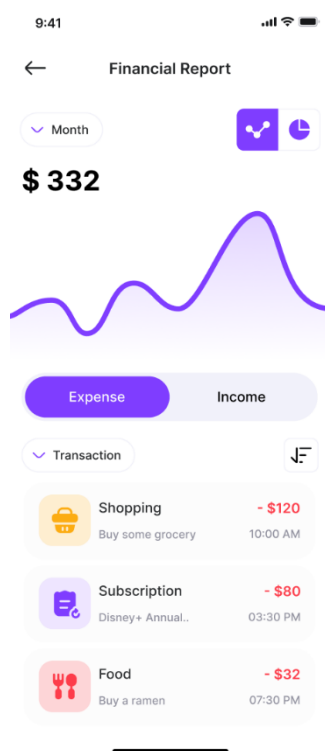 9:41
Financial Report
Month
$ 332
Expense
Income
Transaction
Shopping
- $120
Buy some grocery
10:00 AM
Subscription
- $80
Disney+ Annual..
03:30 PM
Food
- $32
Buy a ramen
07:30 PM